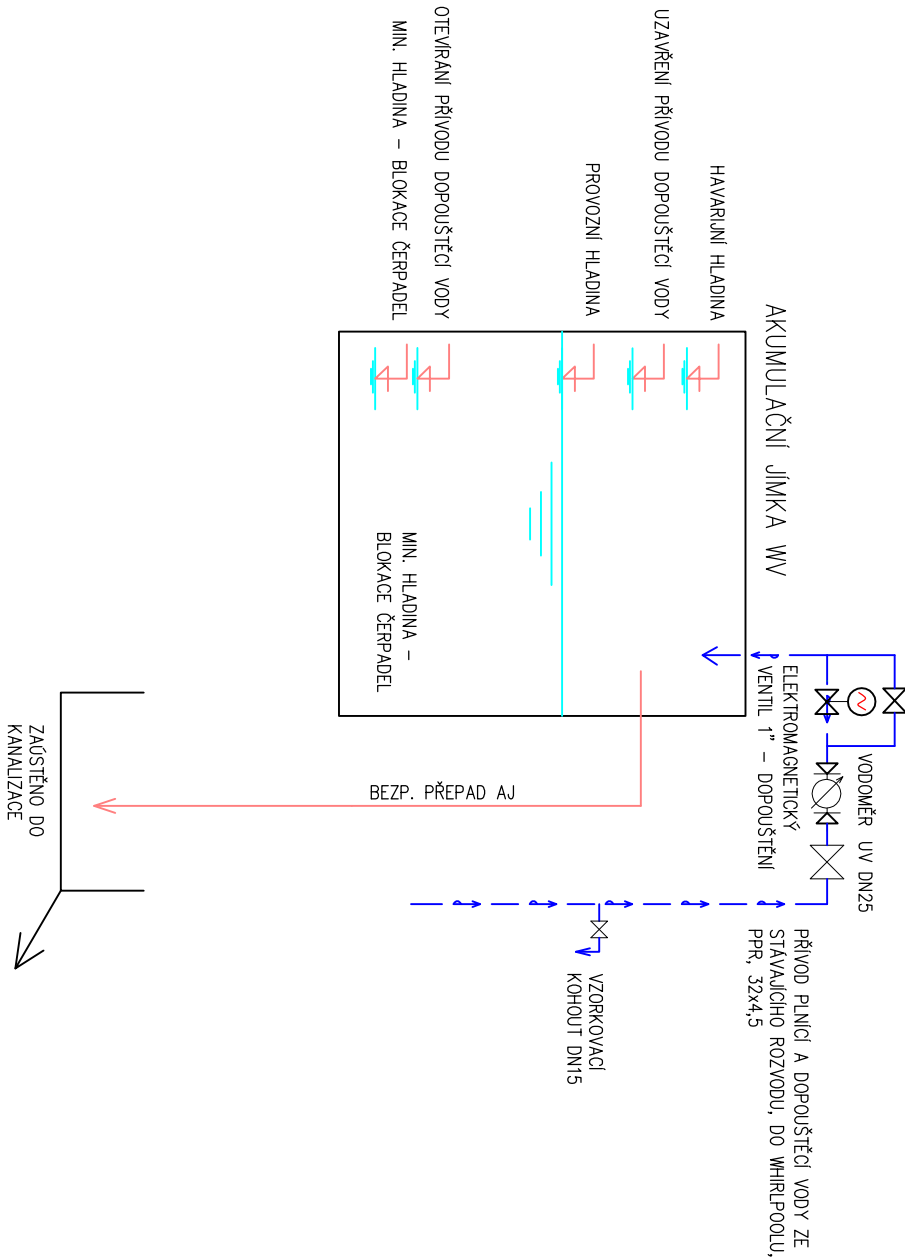 AKUMULAČNÍ JÍMKA WV
HAVARIJNÍ HLADINA
UZAVŘENÍ PŘÍVODU DOPOUŠTĚCÍ VODY
PROVOZNÍ HLADINA
OTEVÍRÁNÍ PŘÍVODU DOPOUŠTĚCÍ VODY
MIN. HLADINA - BLOKACE ČERPADEL
MIN. HLADINA -
BLOKACE ČERPADEL
ELEKTROMAGNETICKÝ
VENTIL 1" - DOPOUŠTĚNÍ
VODOMĚR UV DN25
PŘÍVOD PLNÍCÍ A DOPOUŠTĚCÍ VODY ZE
STÁVAJÍCÍHO ROZVODU, DO WHIRLPOOLU,
PPR, 32x4,5
VZORKOVACÍ
KOHOUT DN15
BEZP. PŘEPAD AJ
ZAÚSTĚNO DO
KANALIZACE